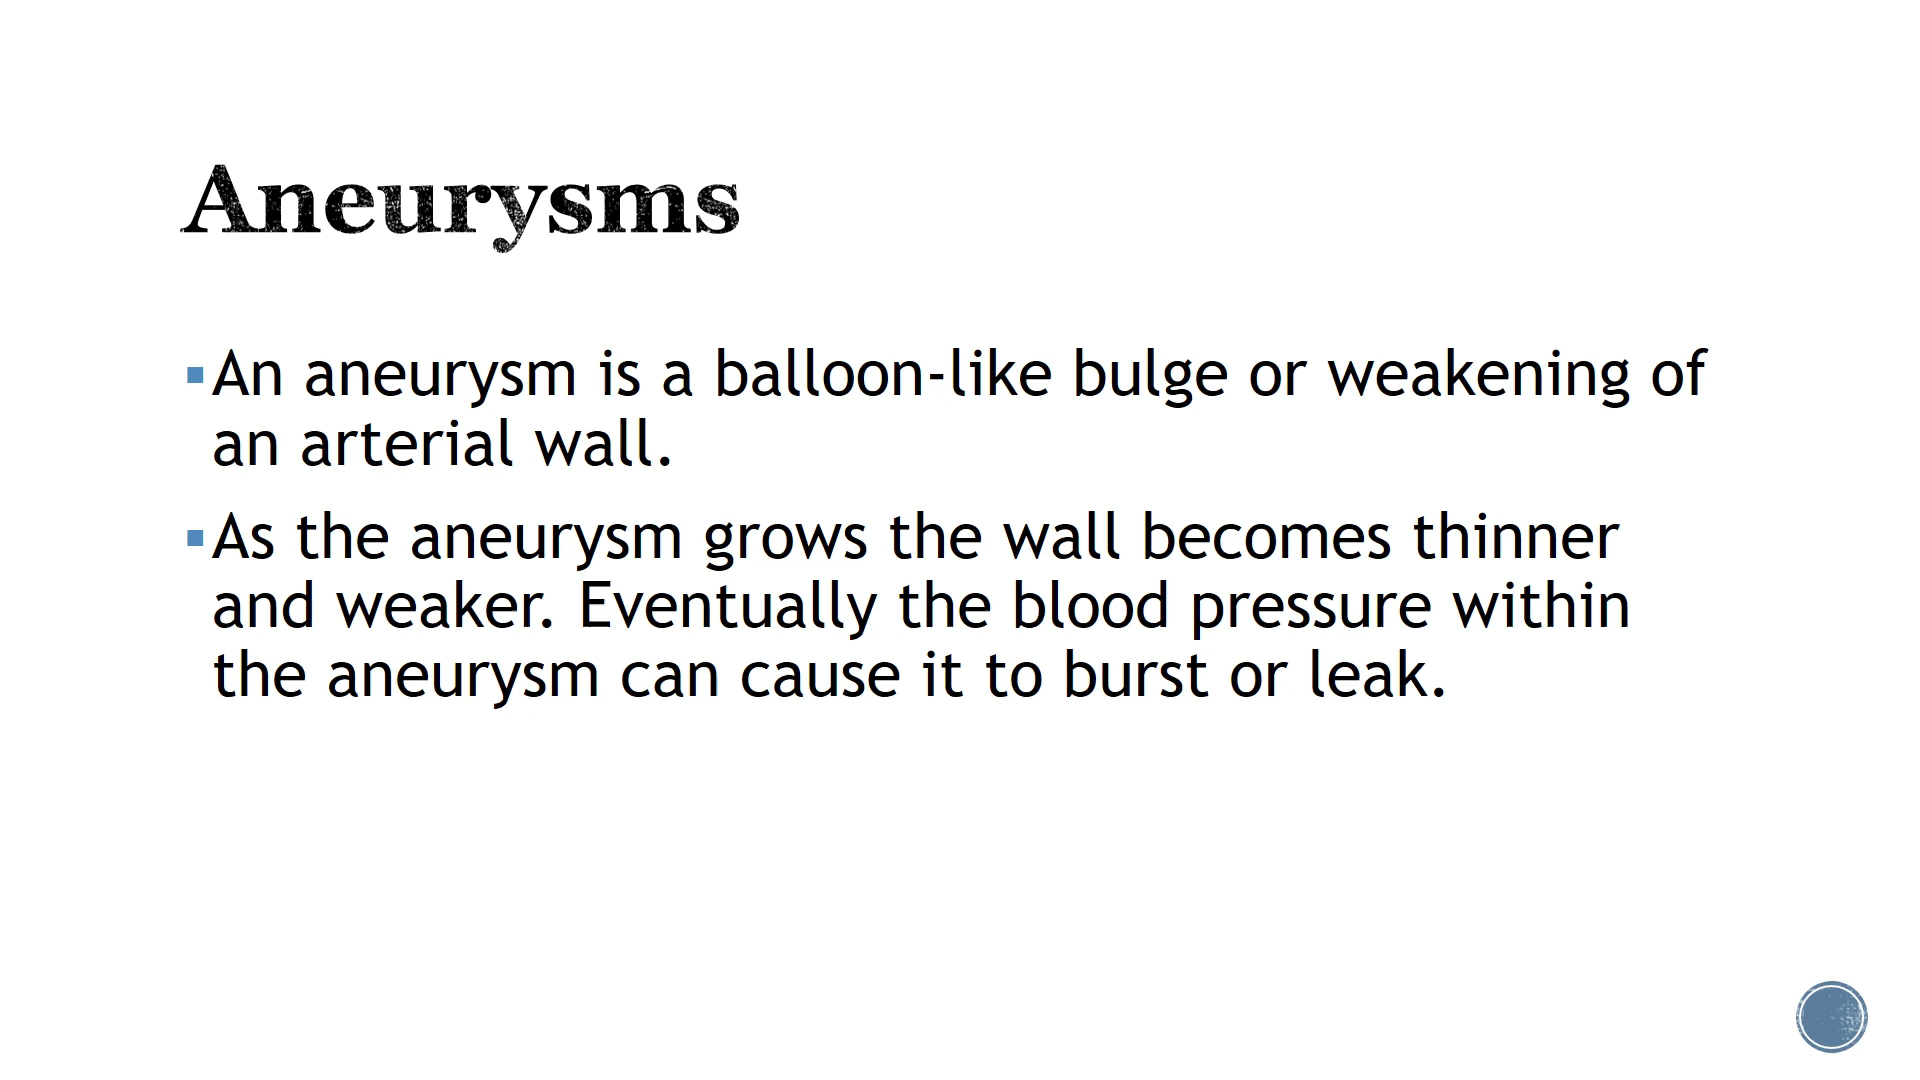 Aneurysms
▪An aneurysm is a balloon-like bulge or weakening of
an arterial wall.
▪As the aneurysm grows the wall becomes thinner
and weaker. Eventually the blood pressure within
the aneurysm can cause it to burst or leak.